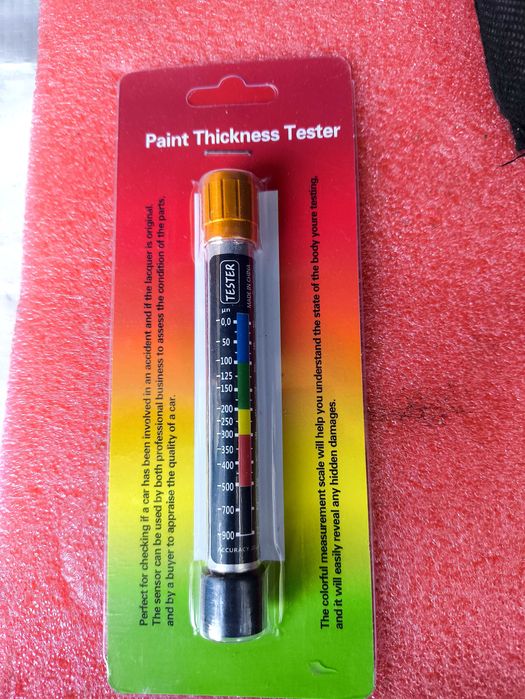 Paint Thickness Tester
Perfect for checking if a car has been involved in an accident and if the lacquer is original.
The sensor can be used by both professional business to assess the condition of the parts,
and by a buyer to appraise the quality of a car.
TESTER
MADE IN CHINA
µn
0,0
50
100
125
150
200
250
300
350
400
500
700
900
ACCURACY
The colorful measurement scale will help you understand the state of the body youre testing,
and it will easily reveal any hidden damages.